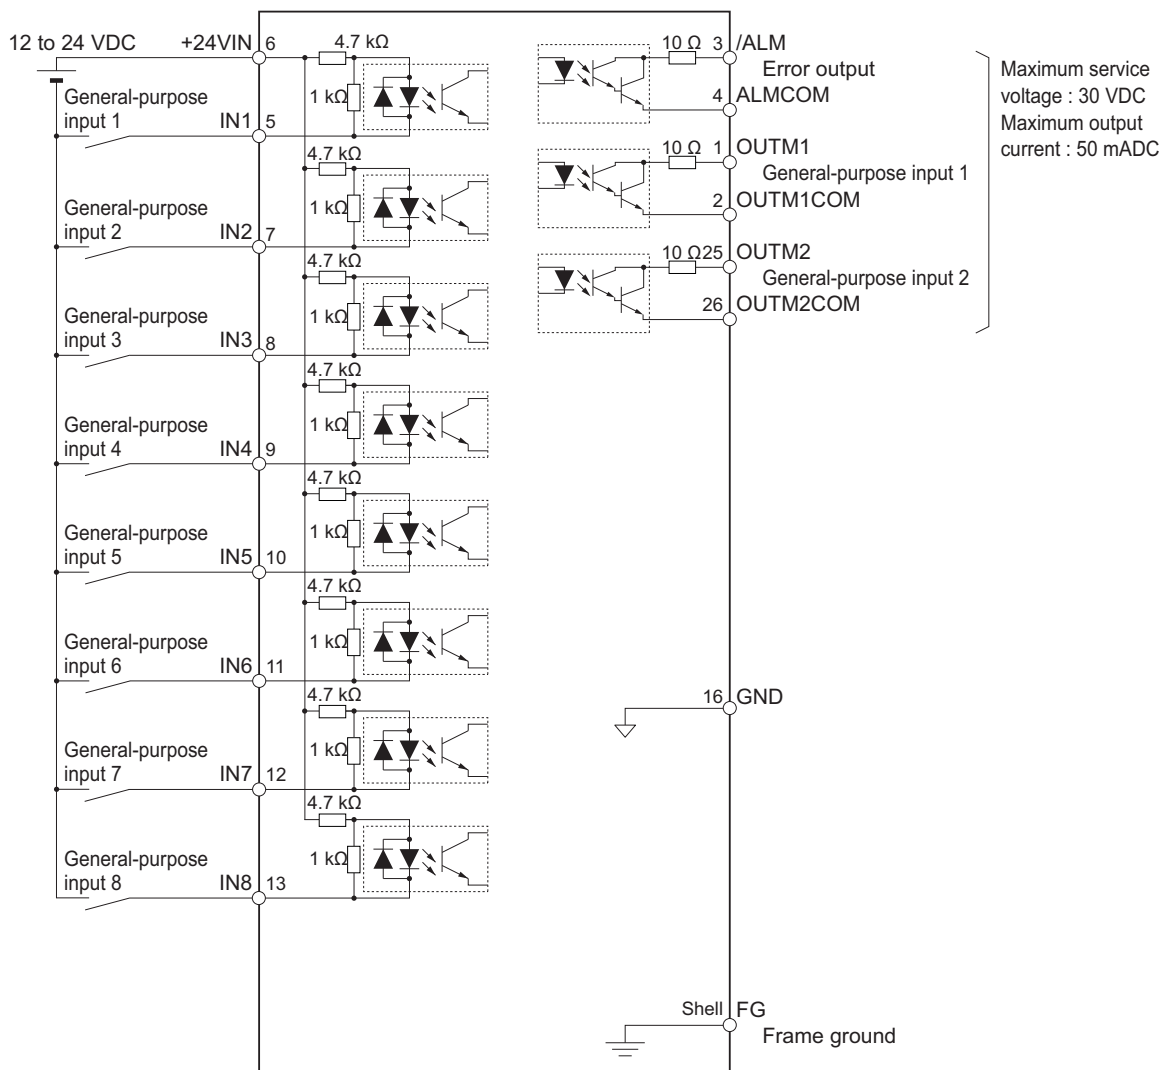 12 to 24 VDC
+24VIN 6
4.7 kΩ
General-purpose
input 1
IN1 5
1 kΩ
4.7 kΩ
General-purpose
input 2
IN2 7
1 kΩ
4.7 kΩ
General-purpose
input 3
IN3 8
1 kΩ
4.7 kΩ
General-purpose
input 4
IN4 9
1 kΩ
4.7 kΩ
General-purpose
input 5
IN5 10
1 kΩ
4.7 kΩ
General-purpose
input 6
IN6 11
1 kΩ
4.7 kΩ
General-purpose
input 7
IN7 12
1 kΩ
4.7 kΩ
General-purpose
input 8
IN8 13
1 kΩ
10 Ω 3 /ALM
Error output
4 ALMCOM
10 Ω 1 OUTM1
General-purpose input 1
2 OUTM1COM
10 Ω 25 OUTM2
General-purpose input 2
26 OUTM2COM
Maximum service
voltage : 30 VDC
Maximum output
current : 50 mADC
16 GND
Shell FG
Frame ground